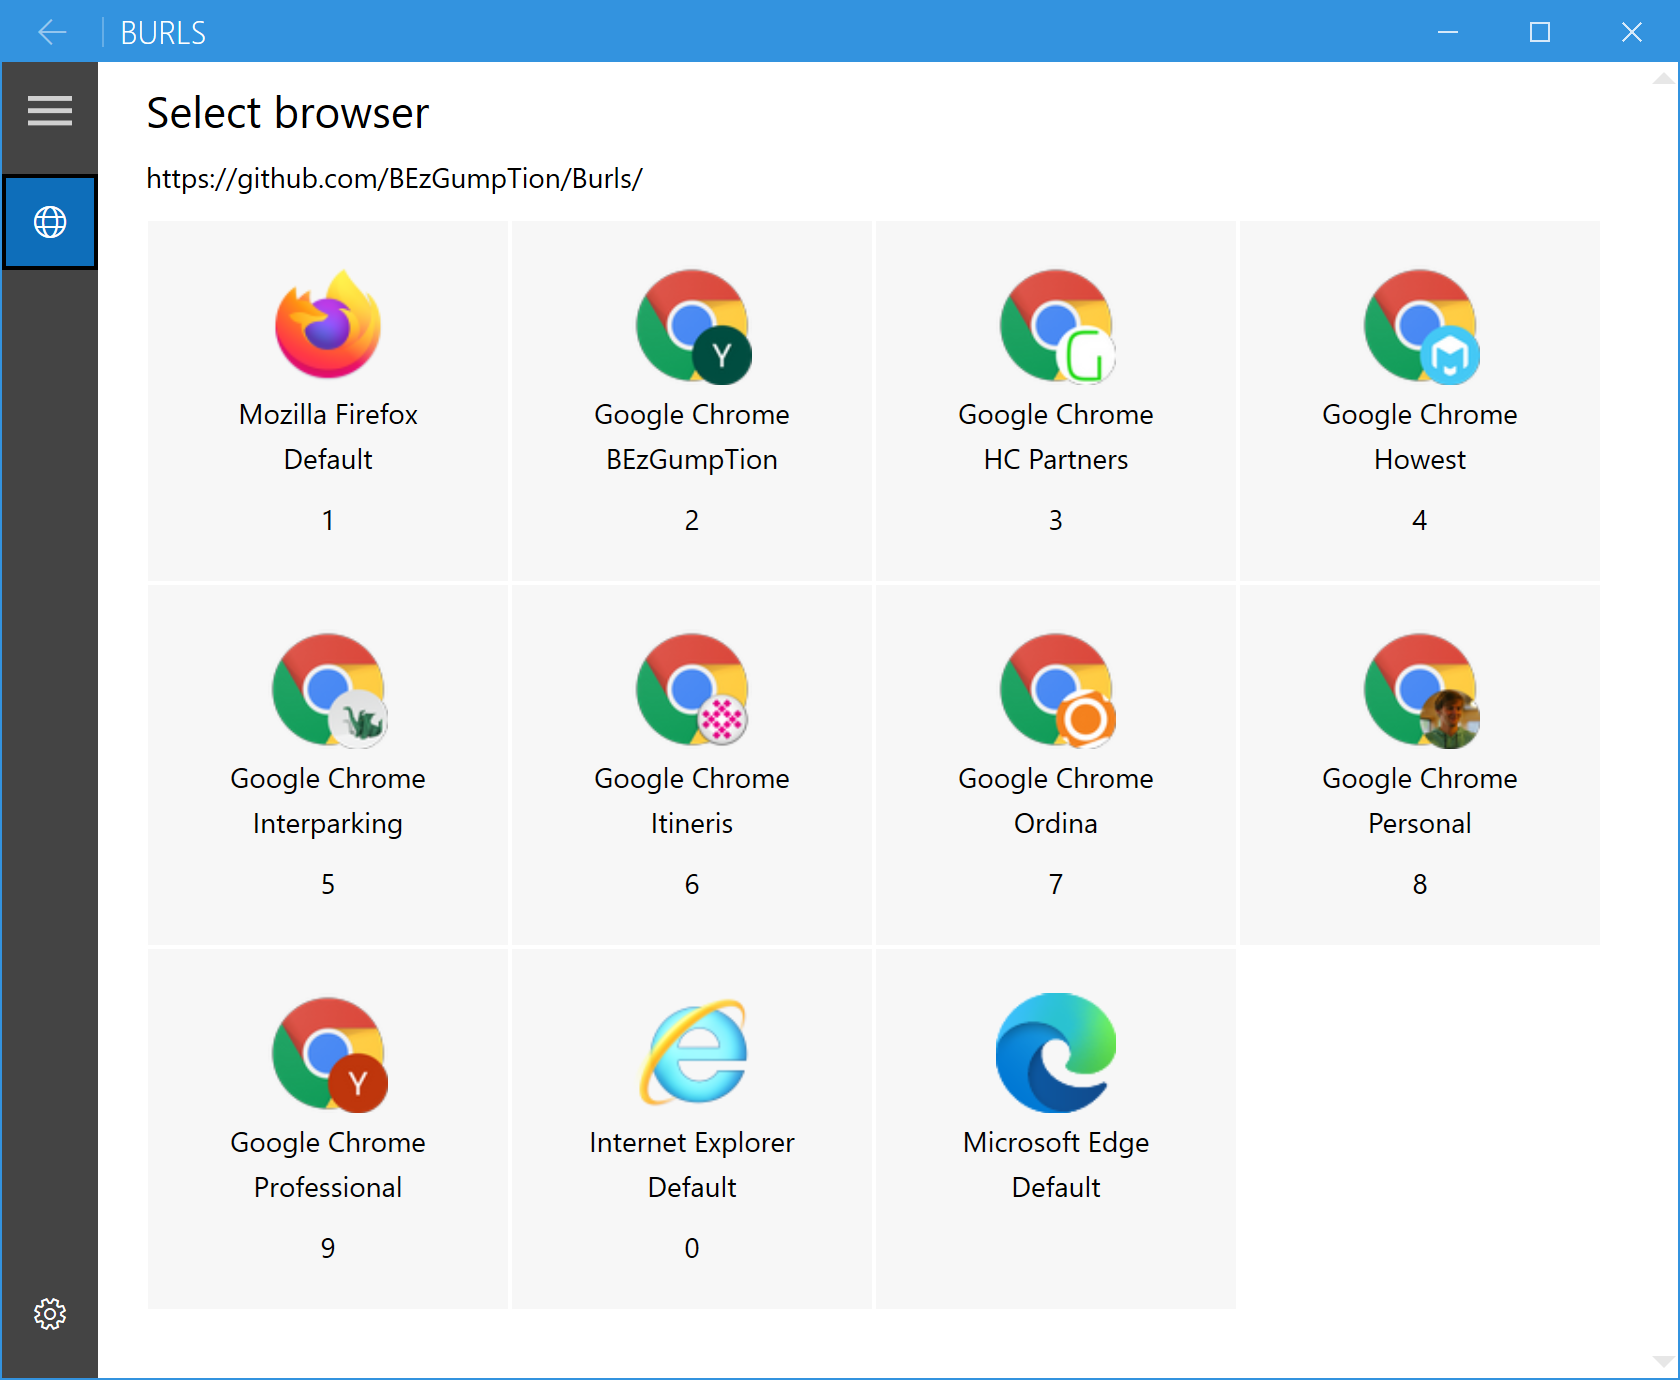 BURLS
Select browser
https://github.com/BEzGumpTion/Burls/
Y
G
Mozilla Firefox
Google Chrome
Google Chrome
Google Chrome
Default
BEzGumpTion
HC Partners
Howest
1
2
3
4
Google Chrome
Google Chrome
Google Chrome
Google Chrome
Interparking
Itineris
Ordina
Personal
5
6
7
8
Y
Google Chrome
Internet Explorer
Microsoft Edge
Professional
Default
Default
9
0